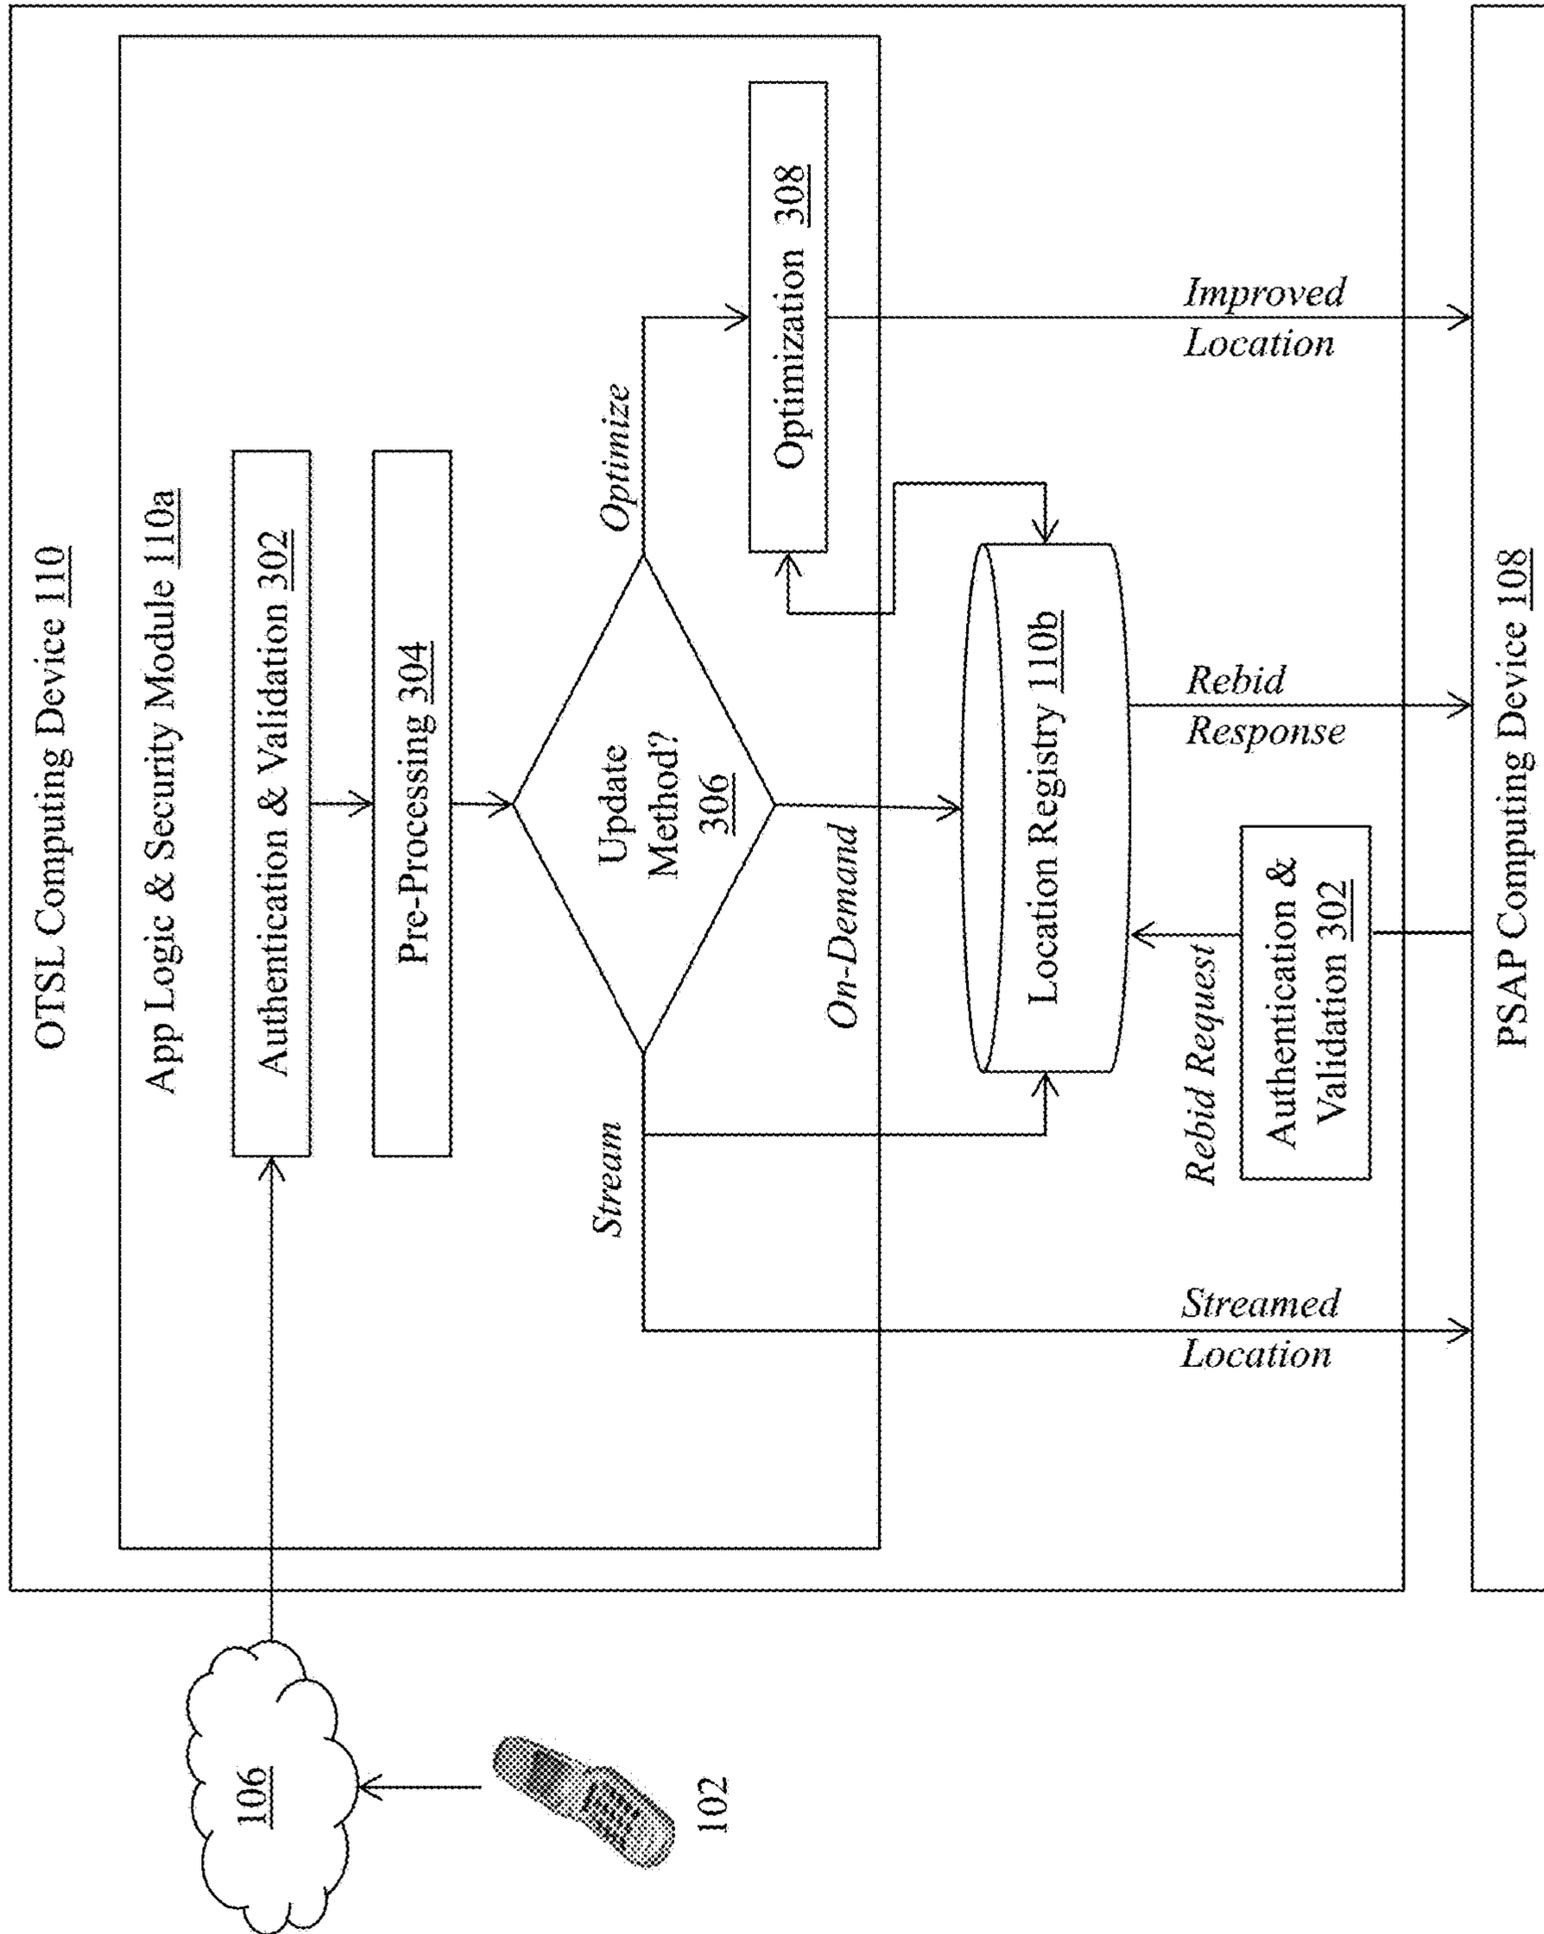 OTSL Computing Device 110
App Logic & Security Module 110a
Authentication & Validation 302
Pre-Processing 304
Update
Method?
306
Stream
Optimize
On-Demand
Optimization 308
106
102
Location Registry 110b
Rebid Request
Authentication &
Validation 302
Streamed
Location
Rebid
Response
Improved
Location
PSAP Computing Device 108